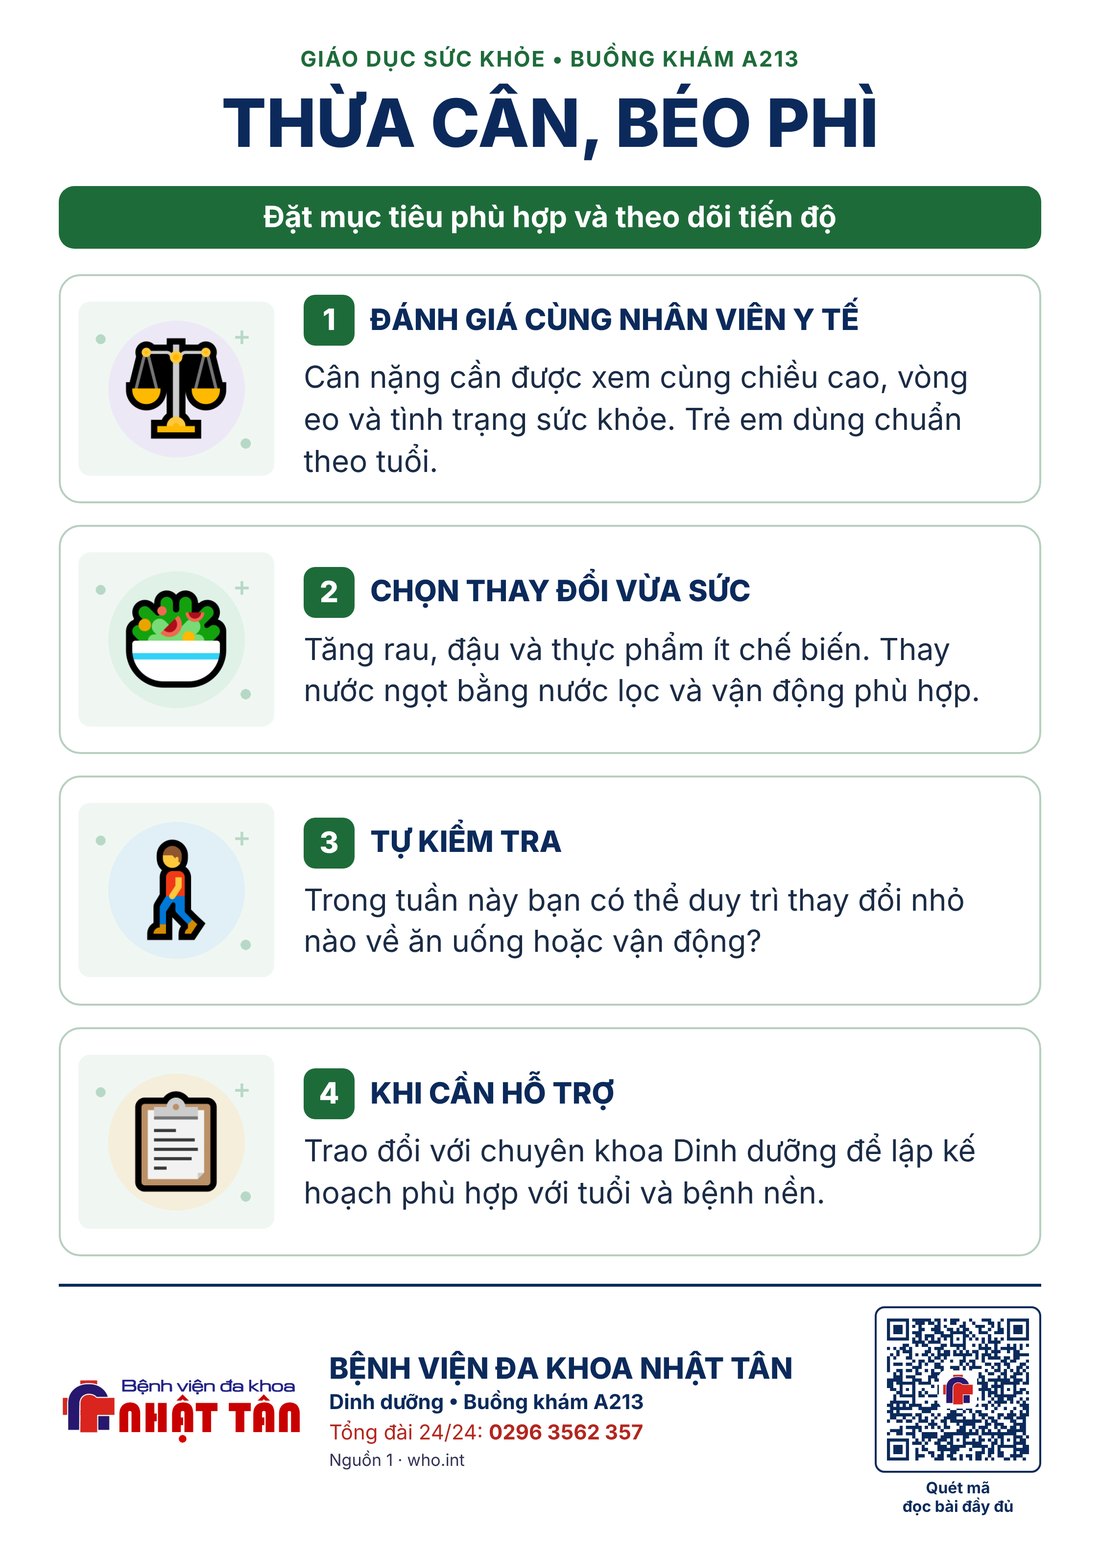 GIÁO DỤC SỨC KHỎE • BUỒNG KHÁM A213
THỪA CÂN, BÉO PHÌ
Đặt mục tiêu phù hợp và theo dõi tiến độ
1 ĐÁNH GIÁ CÙNG NHÂN VIÊN Y TẾ
Cân nặng cần được xem cùng chiều cao, vòng
eo và tình trạng sức khỏe. Trẻ em dùng chuẩn
theo tuổi.
2 CHỌN THAY ĐỔI VỪA SỨC
Tăng rau, đậu và thực phẩm ít chế biến. Thay
nước ngọt bằng nước lọc và vận động phù hợp.
3 TỰ KIỂM TRA
Trong tuần này bạn có thể duy trì thay đổi nhỏ
nào về ăn uống hoặc vận động?
4 KHI CẦN HỖ TRỢ
Trao đổi với chuyên khoa Dinh dưỡng để lập kế
hoạch phù hợp với tuổi và bệnh nền.
Bệnh viện đa khoa
NHẬT TÂN
BỆNH VIỆN ĐA KHOA NHẬT TÂN
Dinh dưỡng • Buồng khám A213
Tổng đài 24/24: 0296 3562 357
Nguồn 1 · who.int
Quét mã
đọc bài đầy đủ